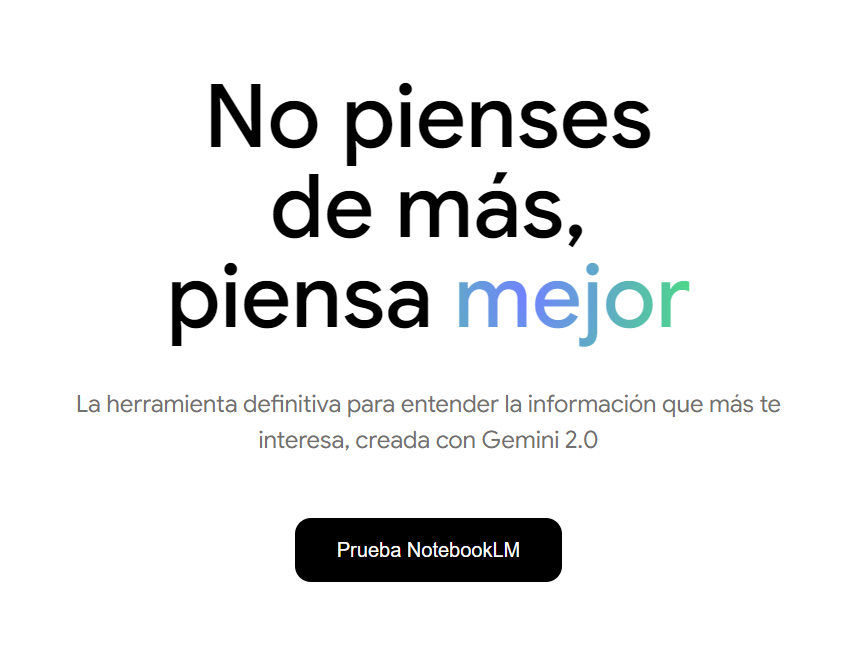 No pienses
de más,
piensa mejor
La herramienta definitiva para entender la información que más te
interesa, creada con Gemini 2.0
Prueba NotebookLM